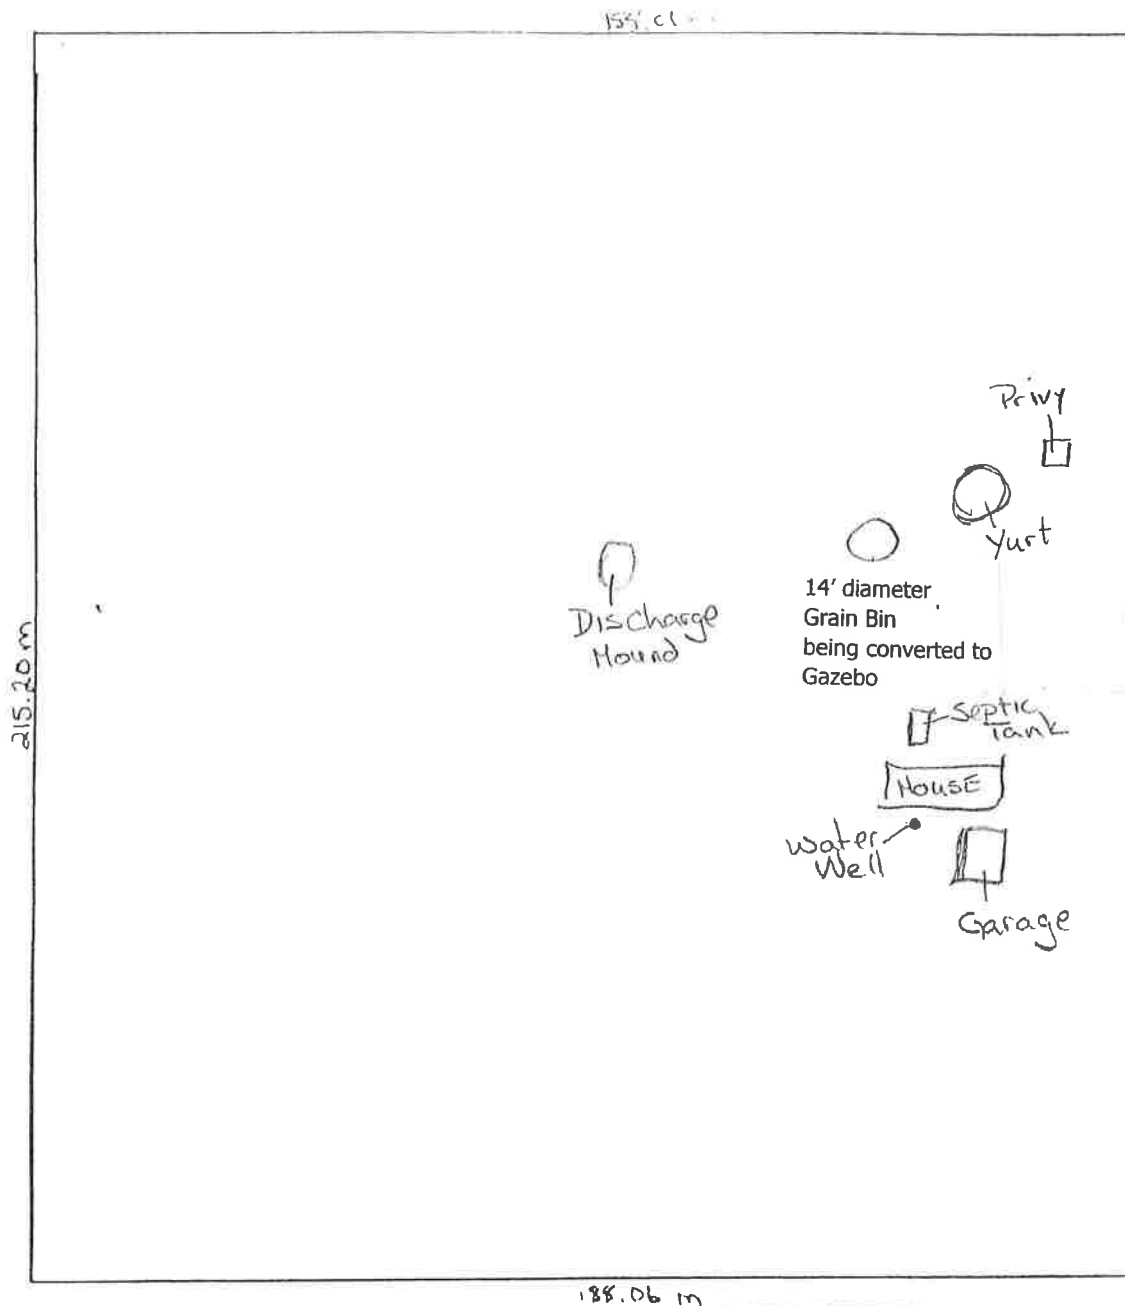 Privy
Yurt
14' diameter
Grain Bin
being converted to
Gazebo
Discharge
Mound
215.20 m
Septic
Tank
HOUSE
Water
Well
Garage
188.06 m